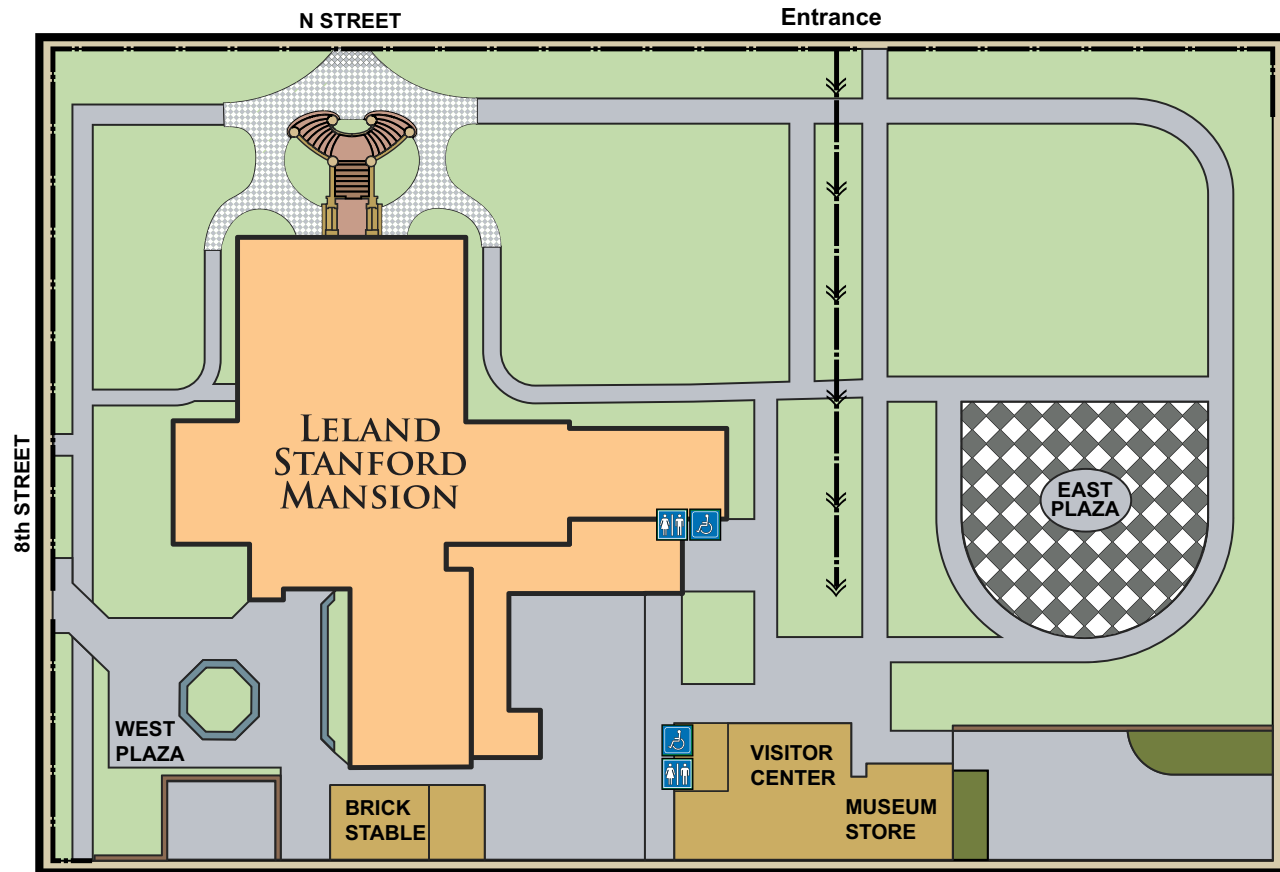 N STREET
Entrance
8th STREET
LELAND
STANFORD
MANSION
EAST
PLAZA
WEST
PLAZA
VISITOR
CENTER
BRICK
STABLE
MUSEUM
STORE